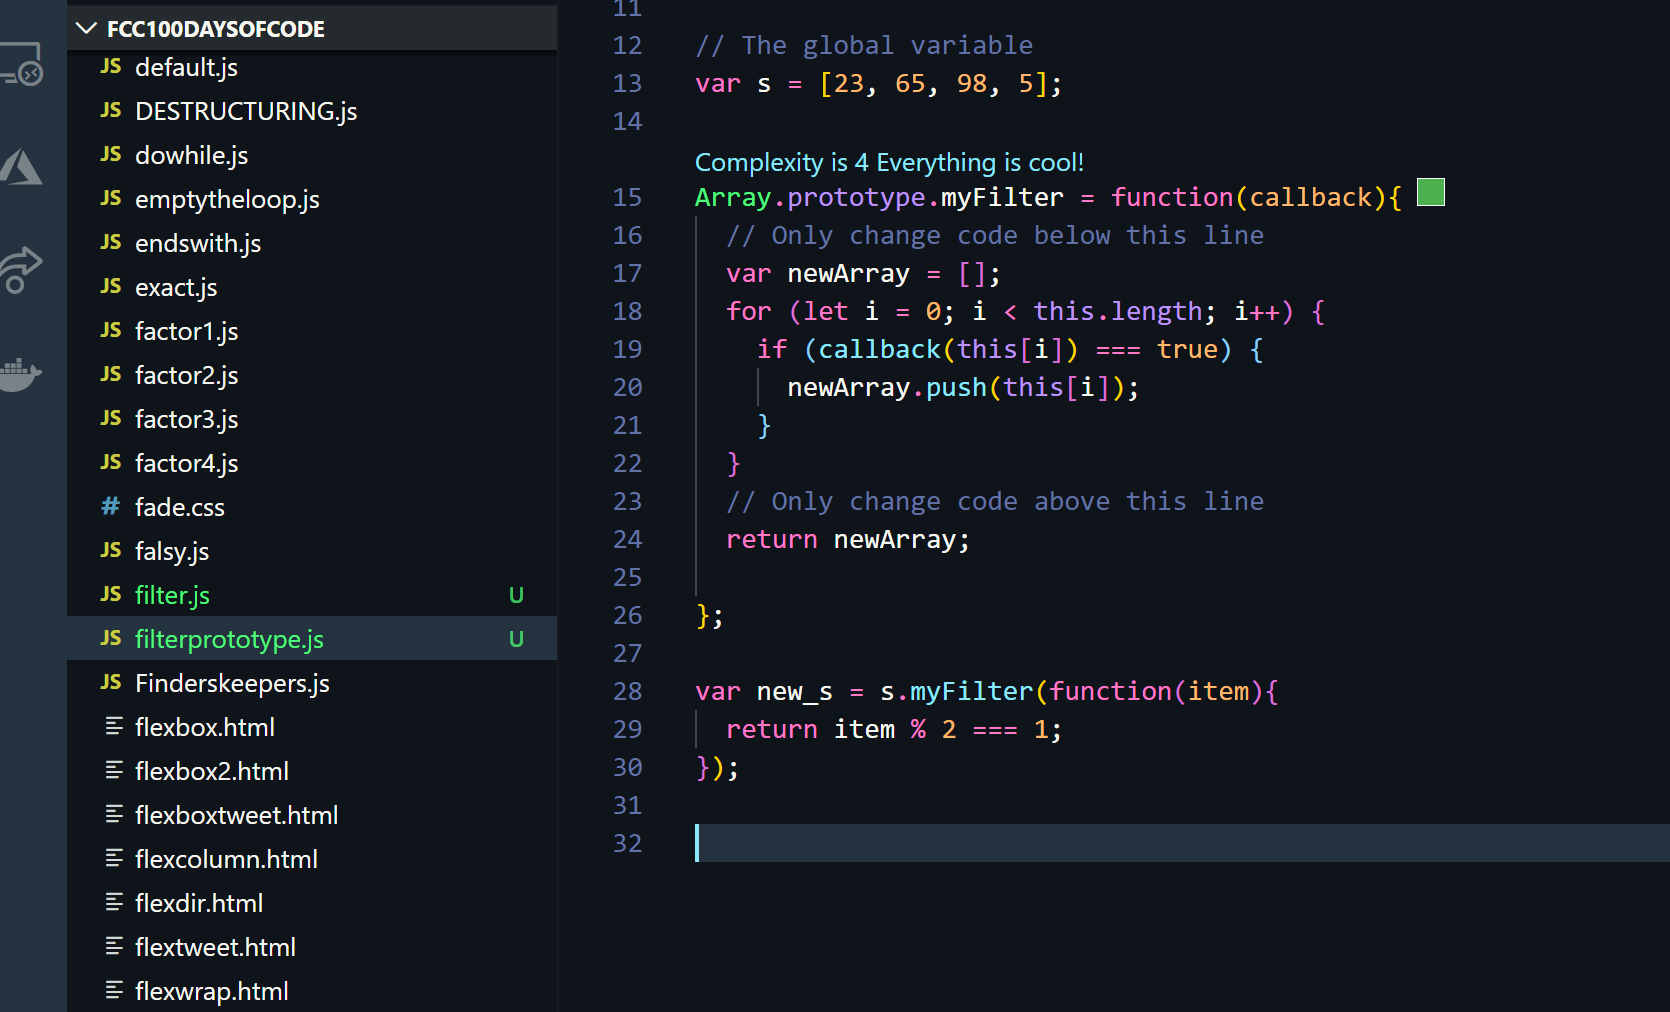 FCC100DAYSOFCODE
JS default.js
JS DESTRUCTURING.js
JS dowhile.js
JS emptytheloop.js
JS endswith.js
JS exact.js
JS factor1.js
JS factor2.js
JS factor3.js
JS factor4.js
# fade.css
JS falsy.js
JS filter.js U
JS filterprototype.js U
JS Finderskeepers.js
flexbox.html
flexbox2.html
flexboxtweet.html
flexcolumn.html
flexdir.html
flextweet.html
flexwrap.html
11
12 // The global variable
13 var s = [23, 65, 98, 5];
14
Complexity is 4 Everything is cool!
15 Array.prototype.myFilter = function(callback){
16 // Only change code below this line
17 var newArray = [];
18 for (let i = 0; i < this.length; i++) {
19 if (callback(this[i]) === true) {
20 newArray.push(this[i]);
21 }
22 }
23 // Only change code above this line
24 return newArray;
25
26 };
27
28 var new_s = s.myFilter(function(item){
29 return item % 2 === 1;
30 });
31
32